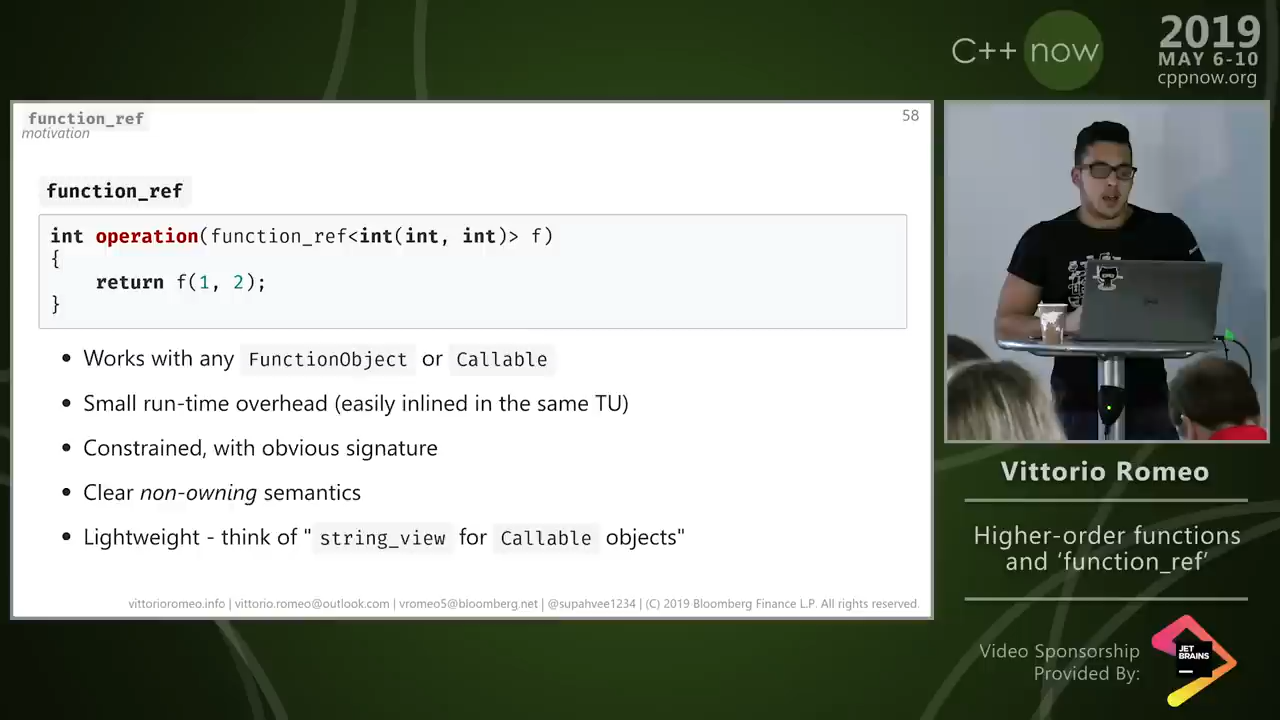 C++ now
2019
MAY 6-10
cppnow.org
function_ref
motivation
58
function_ref
int operation(function_ref<int(int, int)> f)
{
return f(1, 2);
}
• Works with any FunctionObject or Callable
• Small run-time overhead (easily inlined in the same TU)
• Constrained, with obvious signature
• Clear non-owning semantics
• Lightweight - think of " string_view for Callable objects"
vittorioromeo.info | vittorio.romeo@outlook.com | vromeo5@bloomberg.net | @supahvee1234 | (C) 2019 Bloomberg Finance L.P. All rights reserved.
Vittorio Romeo
Higher-order functions
and ‘function_ref’
Video Sponsorship
Provided By:
JET
BRAINS